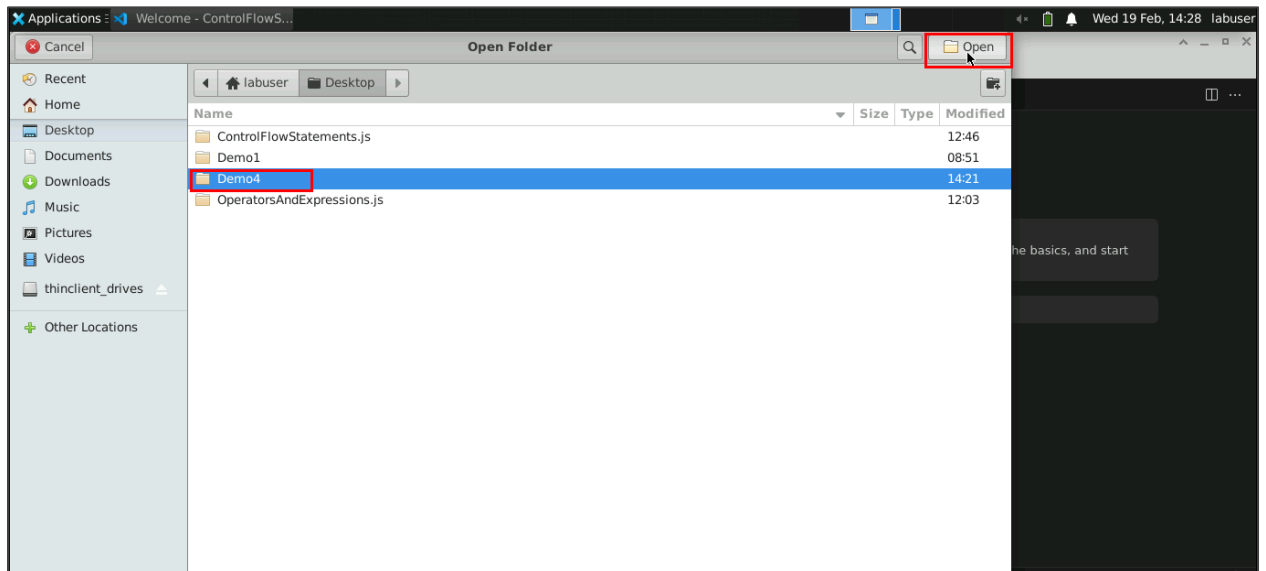 Applications Welcome - ControlFlowS... Wed 19 Feb, 14:28 labuser
Cancel Open Folder Open
Recent
Home
Desktop
Documents
Downloads
Music
Pictures
Videos
thinclient_drives
Other Locations
labuser Desktop
Name Size Type Modified
ControlFlowStatements.js 12:46
Demo1 08:51
Demo4 14:21
OperatorsAndExpressions.js 12:03
he basics, and start